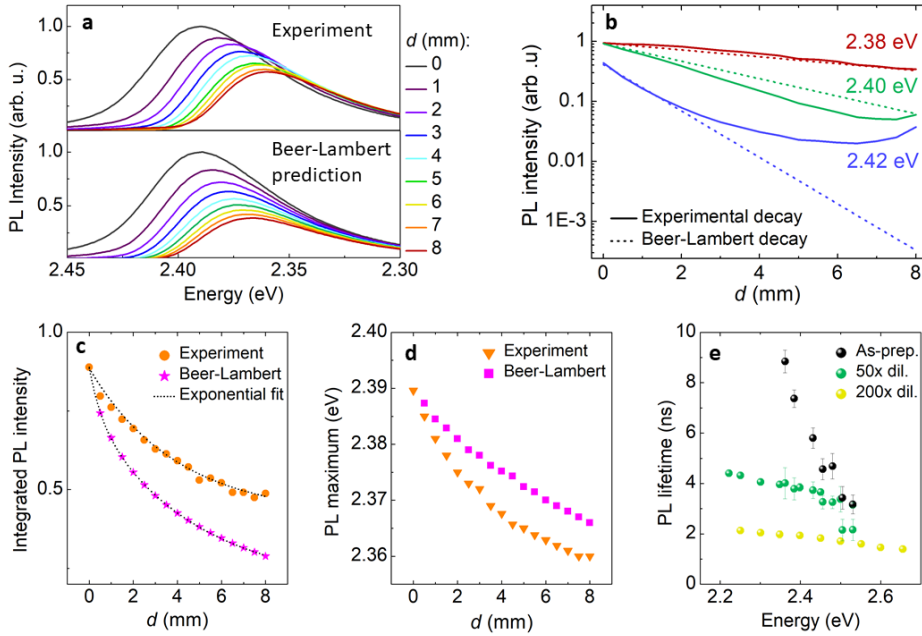 a
Experiment
d (mm):
0
1
2
3
4
5
6
7
8
Beer-Lambert
prediction
PL Intensity (arb. u.)
1.0
0.5
1.0
0.5
2.45
2.40
2.35
2.30
Energy (eV)
b
2.38 eV
2.40 eV
2.42 eV
Experimental decay
Beer-Lambert decay
PL intensity (arb .u)
1
0.1
0.01
1E-3
0
2
4
6
8
d (mm)
c
Experiment
Beer-Lambert
Exponential fit
Integrated PL intensity
1.0
0.5
0
2
4
6
8
d (mm)
d
Experiment
Beer-Lambert
PL maximum (eV)
2.40
2.39
2.38
2.37
2.36
0
2
4
6
8
d (mm)
e
As-prep.
50x dil.
200x dil.
PL lifetime (ns)
10
8
6
4
2
0
2.2
2.4
2.6
Energy (eV)